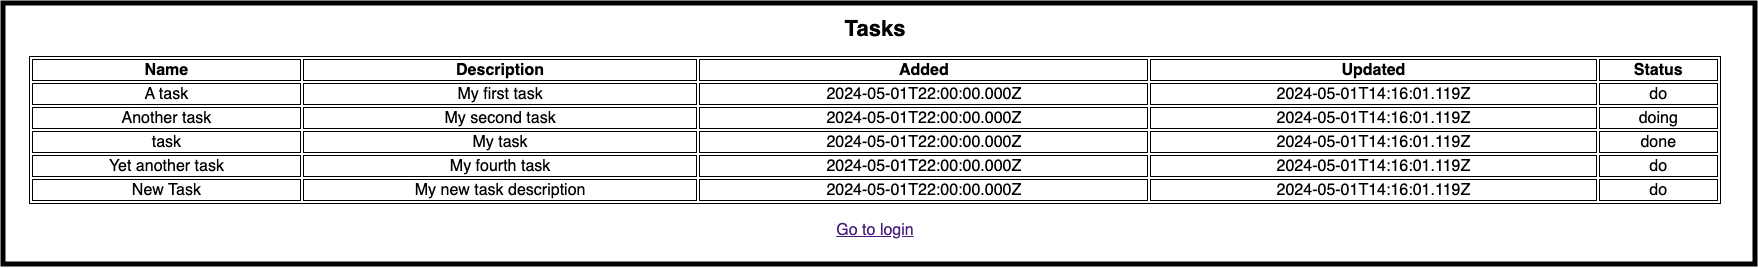 Tasks
Name Description Added Updated Status
A task My first task 2024-05-01T22:00:00.000Z 2024-05-01T14:16:01.119Z do
Another task My second task 2024-05-01T22:00:00.000Z 2024-05-01T14:16:01.119Z doing
task My task 2024-05-01T22:00:00.000Z 2024-05-01T14:16:01.119Z done
Yet another task My fourth task 2024-05-01T22:00:00.000Z 2024-05-01T14:16:01.119Z do
New Task My new task description 2024-05-01T22:00:00.000Z 2024-05-01T14:16:01.119Z do
Go to login